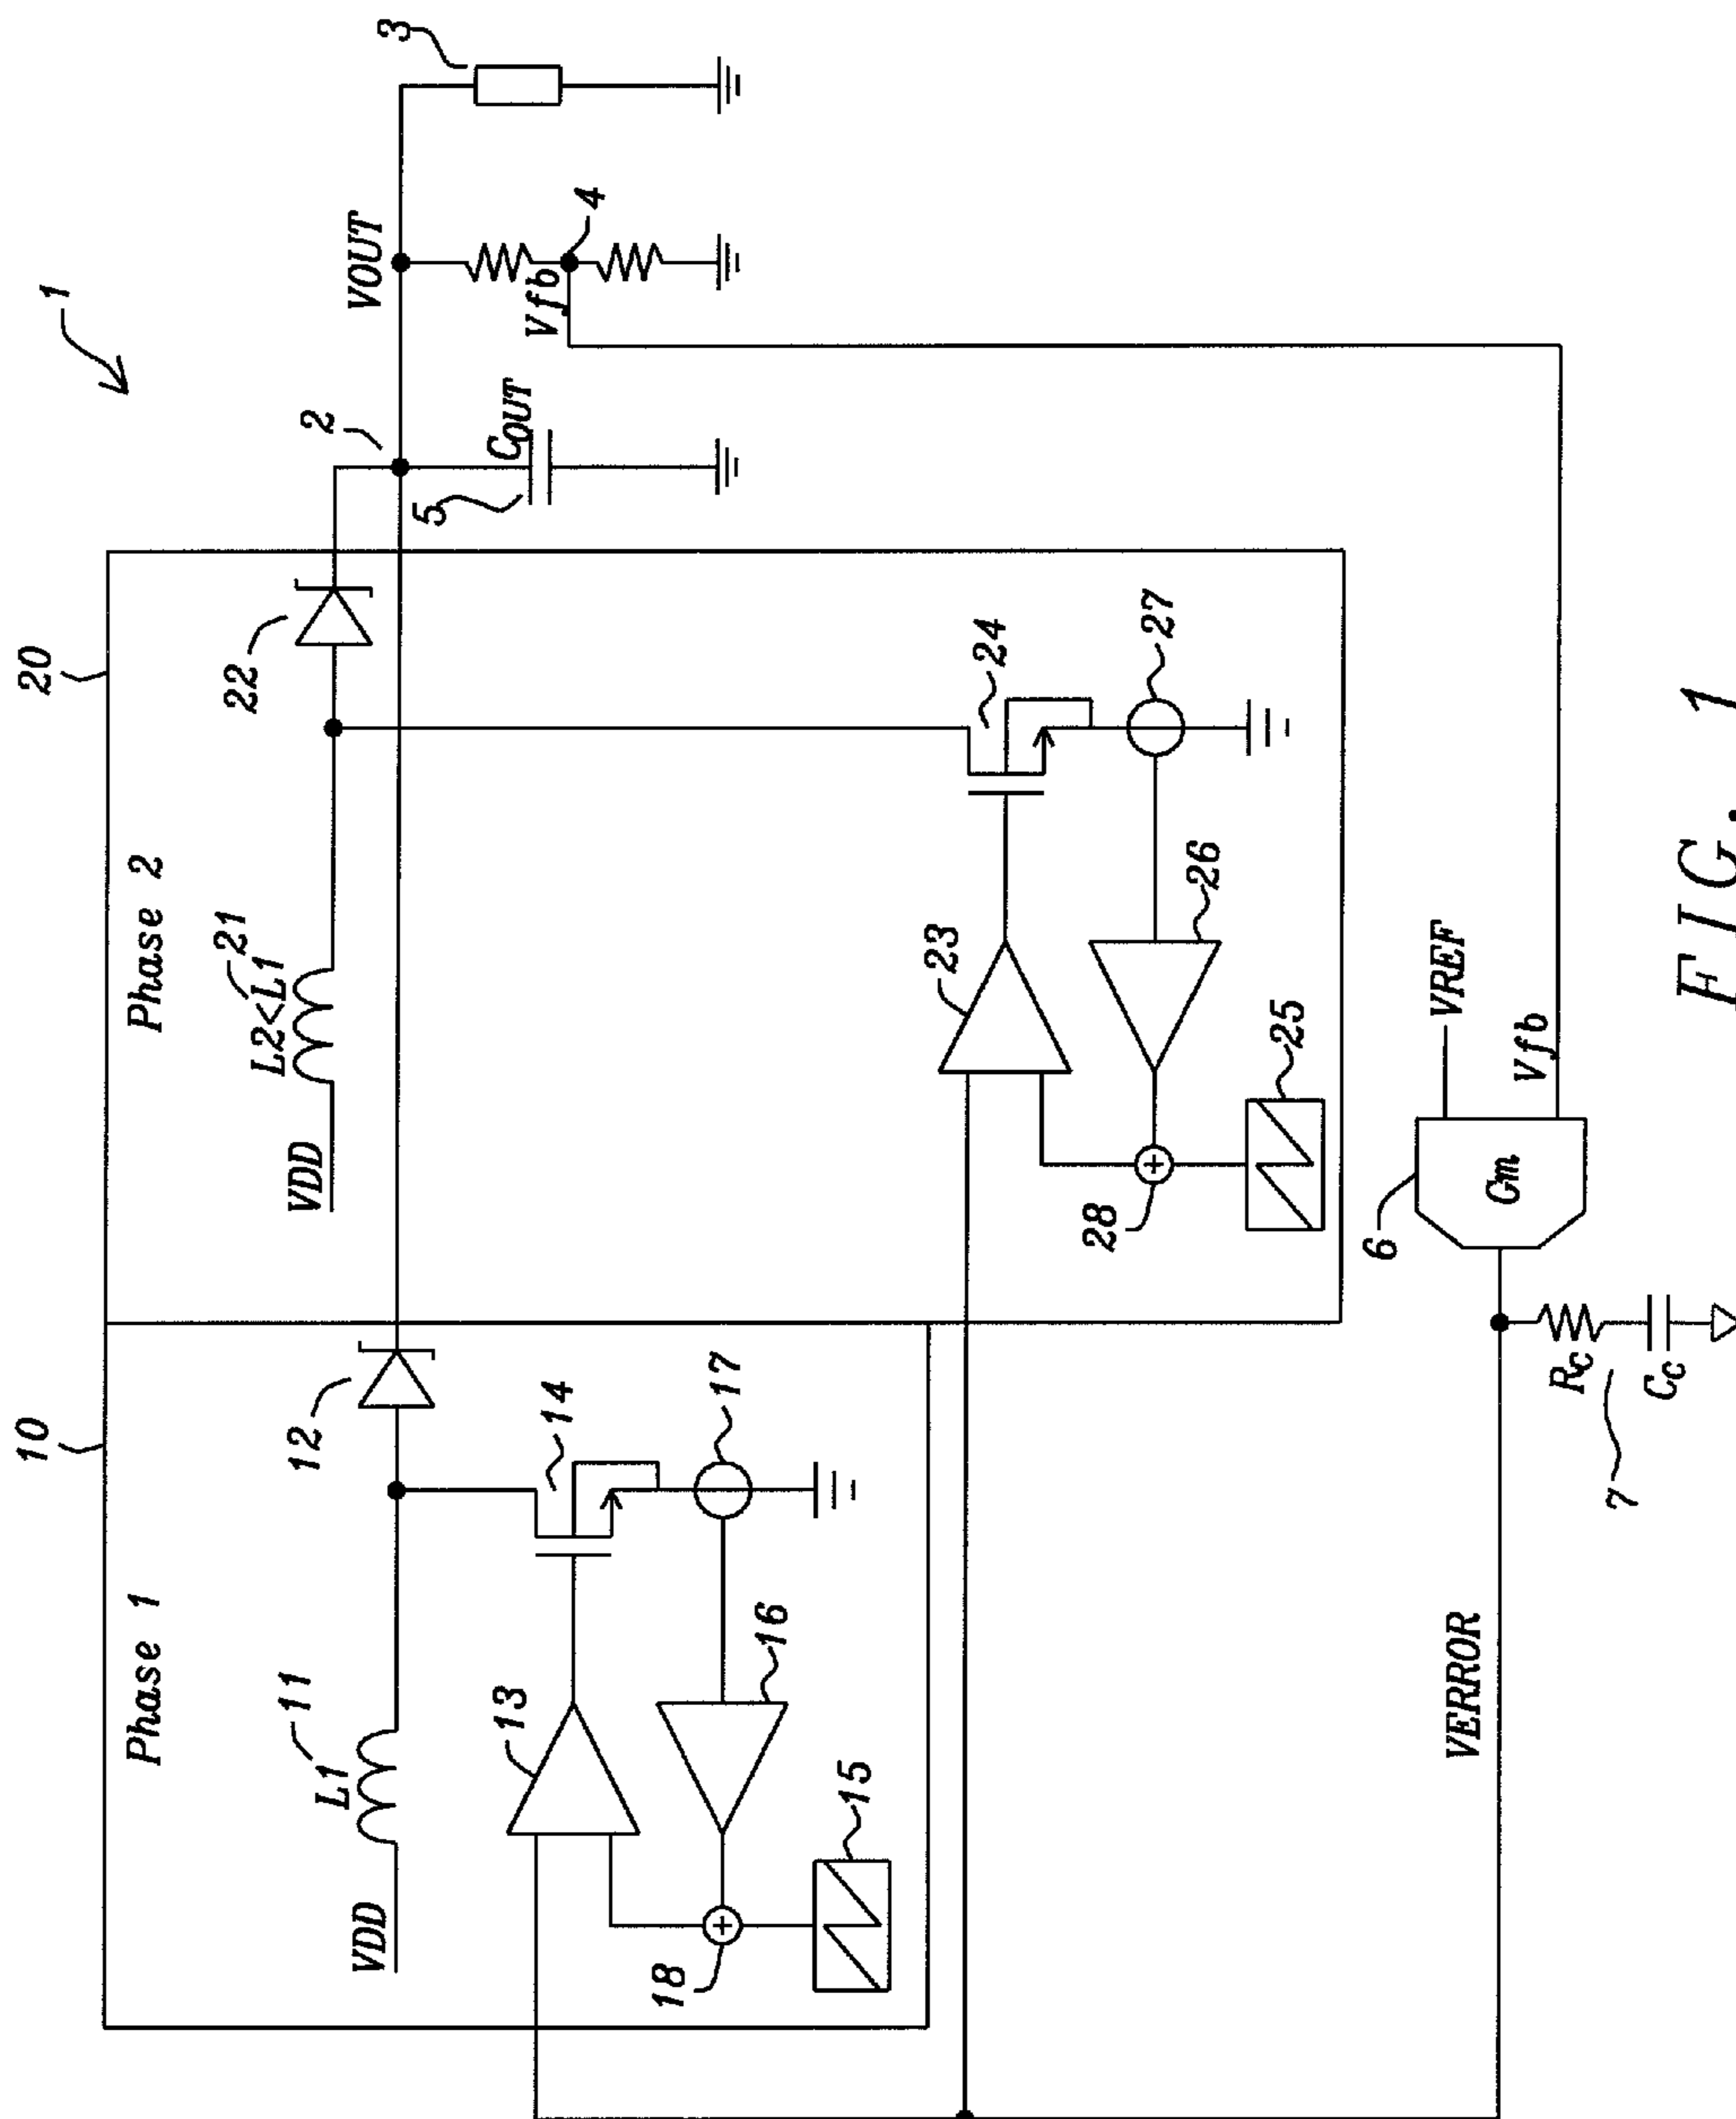 1
10
20
Phase 1
Phase 2
2
VOUT
3
L1
11
12
L2<L1
21
22
VDD
VDD
5
COUT
Vfb
4
13
14
17
16
18
15
23
24
27
26
28
25
6
Gm
VREF
Vfb
VERROR
RC
CC
7
FIG. 1